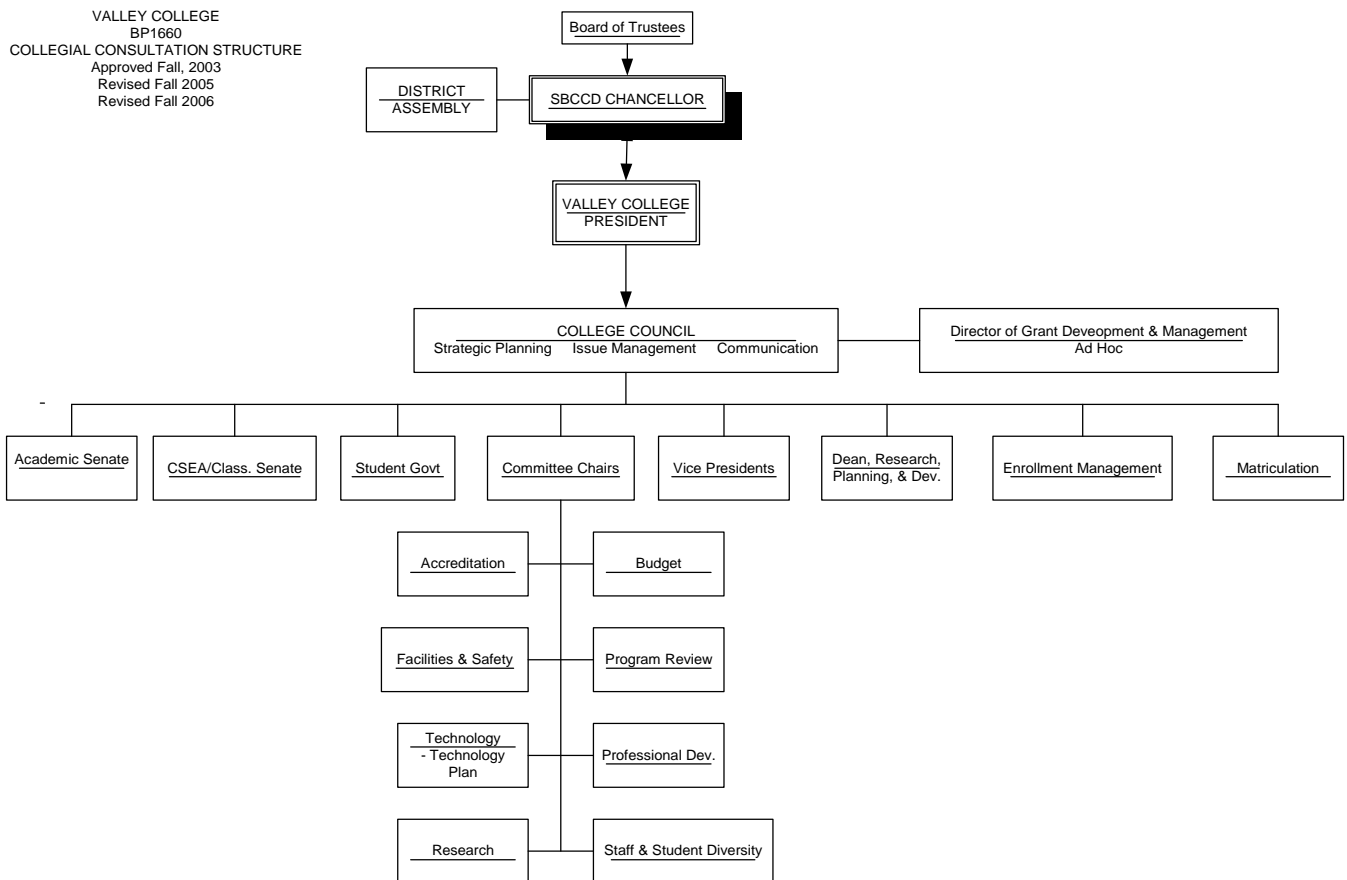 VALLEY COLLEGE
BP1660
COLLEGIAL CONSULTATION STRUCTURE
Approved Fall, 2003
Revised Fall 2005
Revised Fall 2006
Board of Trustees
DISTRICT
ASSEMBLY
SBCCD CHANCELLOR
VALLEY COLLEGE
PRESIDENT
COLLEGE COUNCIL
Strategic Planning Issue Management Communication
Director of Grant Deveopment & Management
Ad Hoc
-
Academic Senate
CSEA/Class. Senate
Student Govt
Committee Chairs
Vice Presidents
Dean, Research,
Planning, & Dev.
Enrollment Management
Matriculation
Accreditation
Budget
Facilities & Safety
Program Review
Technology
- Technology
Plan
Professional Dev.
Research
Staff & Student Diversity